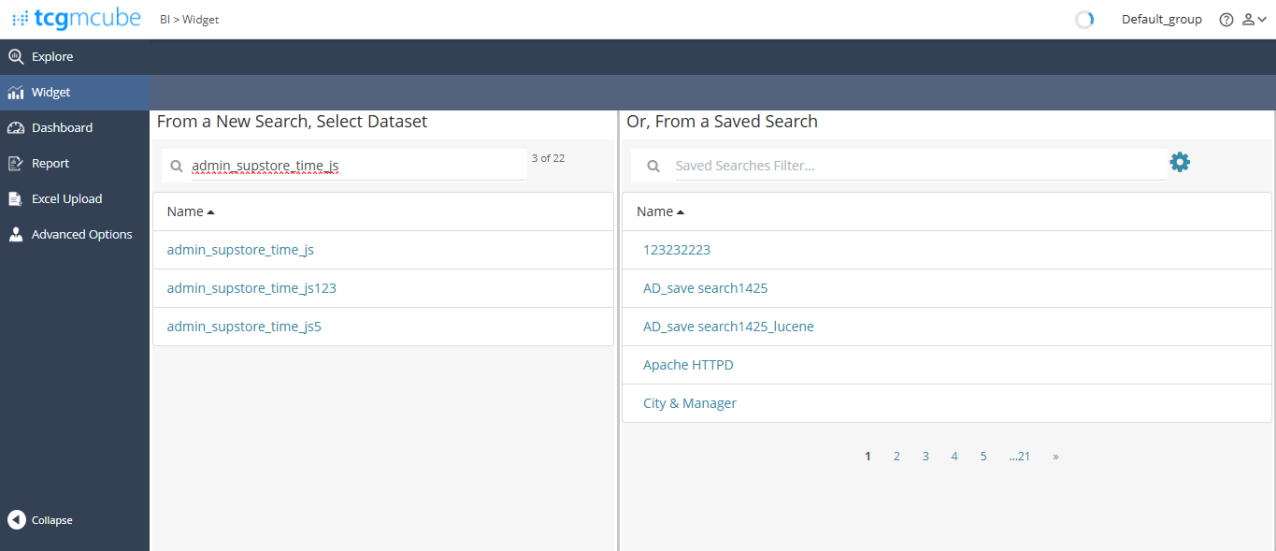 tcgmcube
BI > Widget
Default_group
Explore
Widget
Dashboard
Report
Excel Upload
Advanced Options
Collapse
From a New Search, Select Dataset
admin_supstore_time_js
3 of 22
Name
admin_supstore_time_js
admin_supstore_time_js123
admin_supstore_time_js5
Or, From a Saved Search
Saved Searches Filter...
Name
123232223
AD_save search1425
AD_save search1425_lucene
Apache HTTPD
City & Manager
1 2 3 4 5 ...21 »